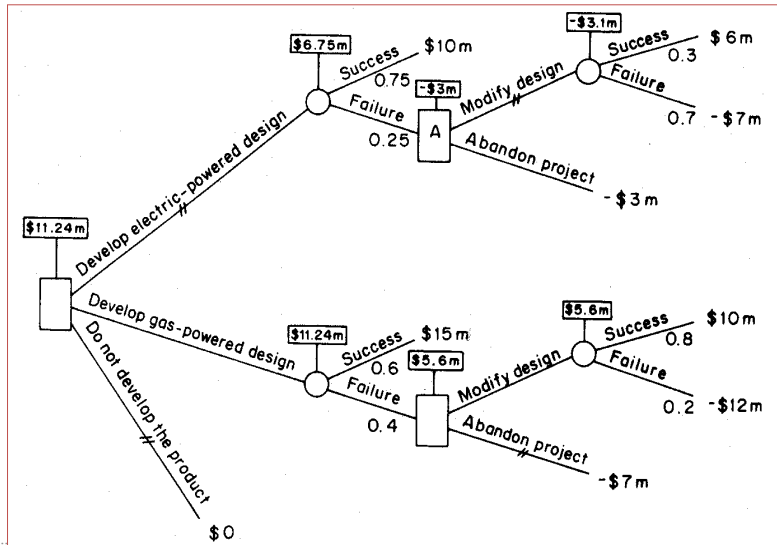 -$3.1m
Success
$6m
0.3
Failure
0.7
-$7m
$6.75m
Success
$10m
0.75
Failure
0.25
-$3m
A
Modify design
Abandon project
-$3m
$11.24m
Develop electric-powered design
Develop gas-powered design
Do not develop the product
$0
$11.24m
Success
$15m
0.6
Failure
0.4
$5.6m
Modify design
Abandon project
-$7m
$5.6m
Success
$10m
0.8
Failure
0.2
-$12m